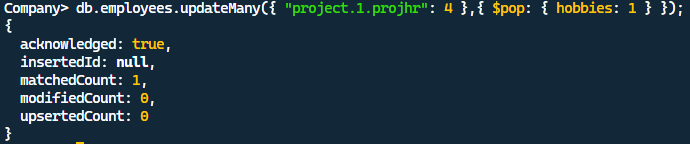 Company> db.employees.updateMany({ "project.1.projhr": 4 },{ $pop: { hobbies: 1 } });
{
  acknowledged: true,
  insertedId: null,
  matchedCount: 1,
  modifiedCount: 0,
  upsertedCount: 0
}